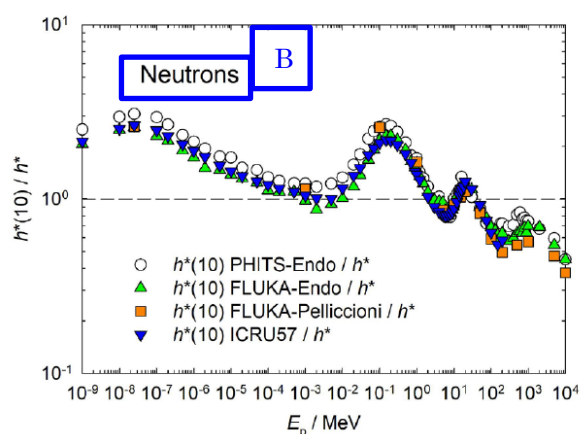 B
Neutrons
10¹
10⁰
10⁻¹
h*(10) / h*
h*(10) PHITS-Endo / h*
h*(10) FLUKA-Endo / h*
h*(10) FLUKA-Pelliccioni / h*
h*(10) ICRU57 / h*
10⁻⁹ 10⁻⁸ 10⁻⁷ 10⁻⁶ 10⁻⁵ 10⁻⁴ 10⁻³ 10⁻² 10⁻¹ 10⁰ 10¹ 10² 10³ 10⁴
Eₚ / MeV